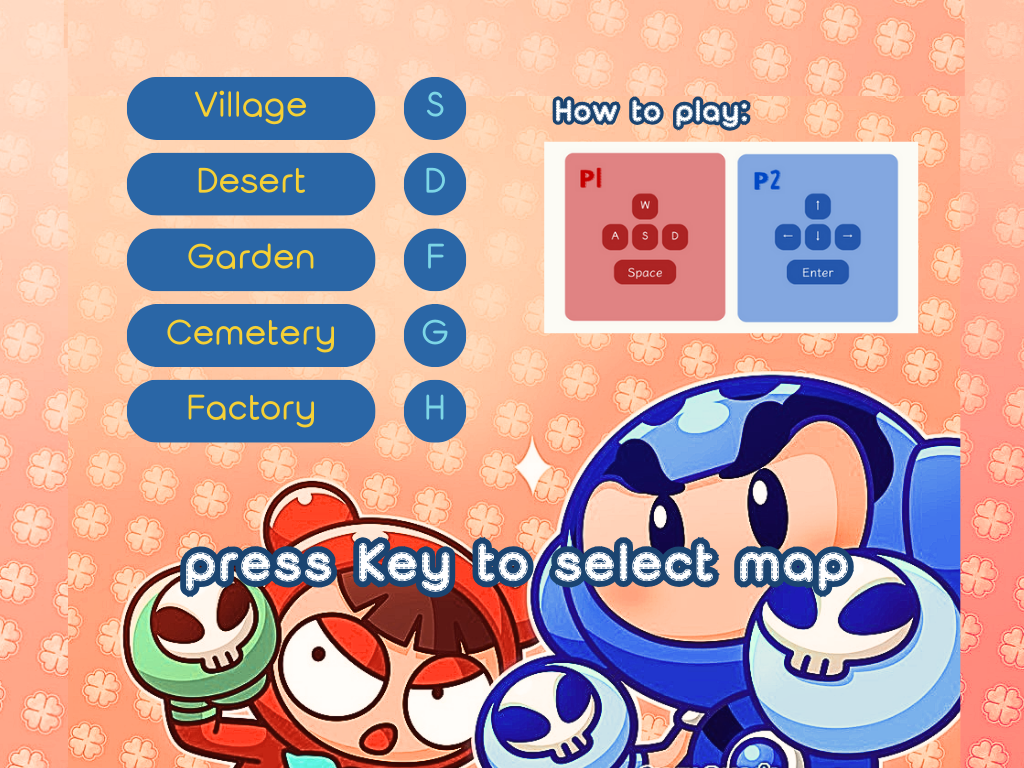 Village S
Desert D
Garden F
Cemetery G
Factory H
How to play:
P1
W
A S D
Space
P2
↑
← ↓ →
Enter
press Key to select map